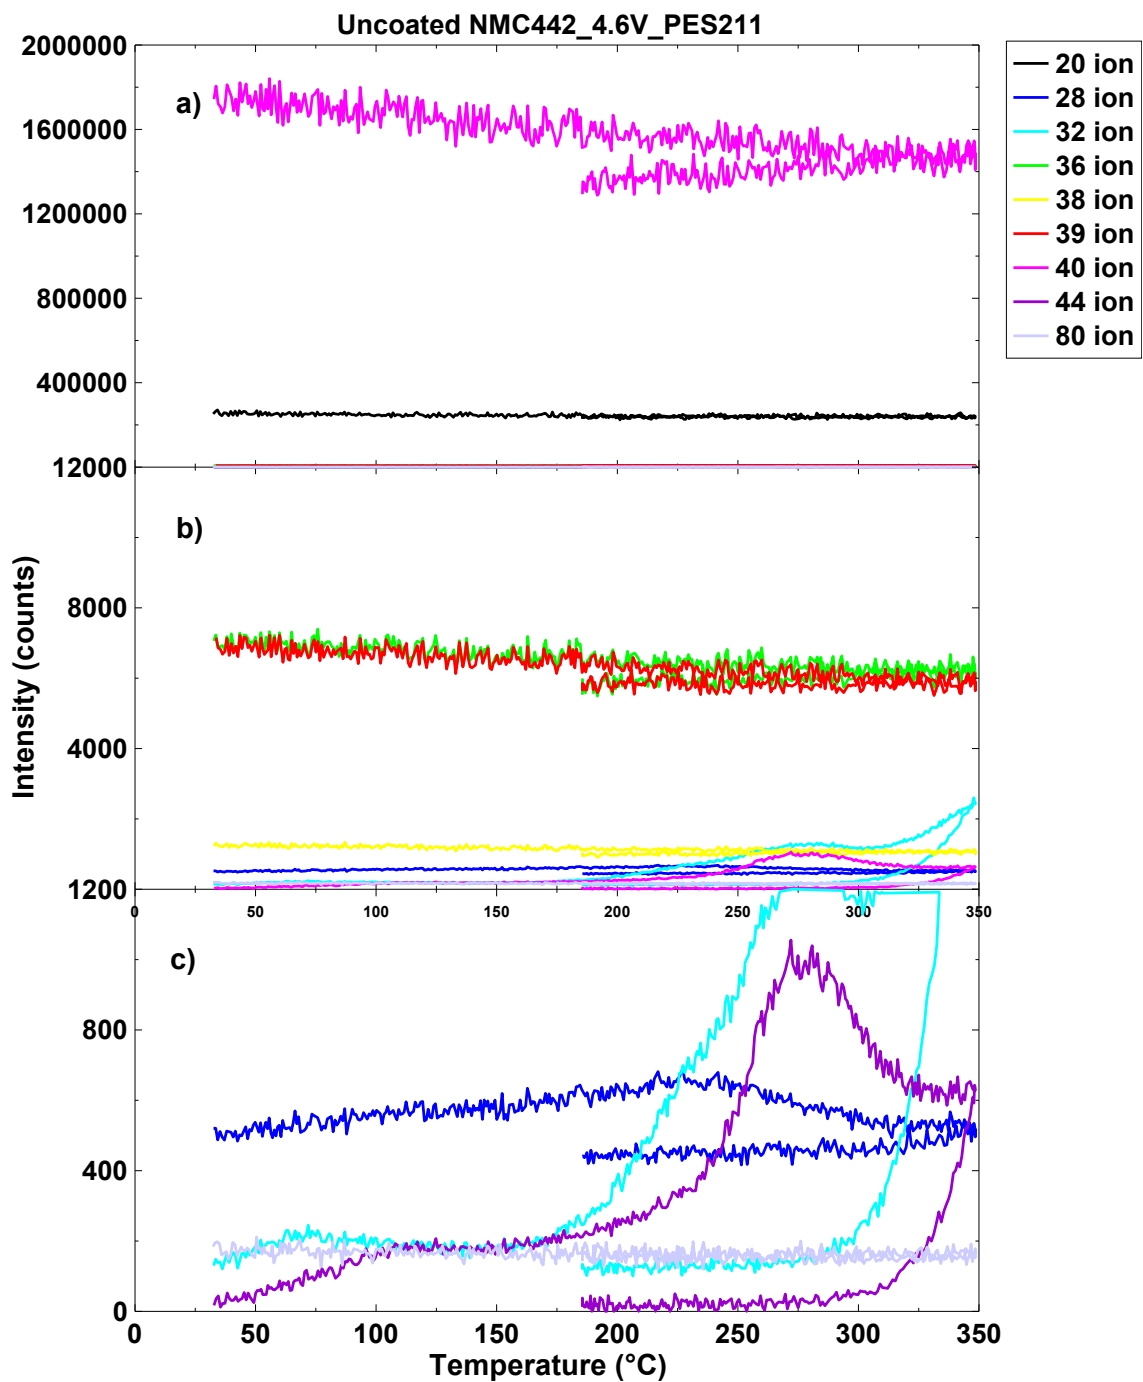 Uncoated NMC442_4.6V_PES211
2000000
a)
1600000
1200000
800000
400000
20 ion
28 ion
32 ion
36 ion
38 ion
39 ion
40 ion
44 ion
80 ion
12000
b)
8000
4000
Intensity (counts)
1200
0 50 100 150 200 250 300 350
c)
800
400
0
0 50 100 150 200 250 300 350
Temperature (°C)